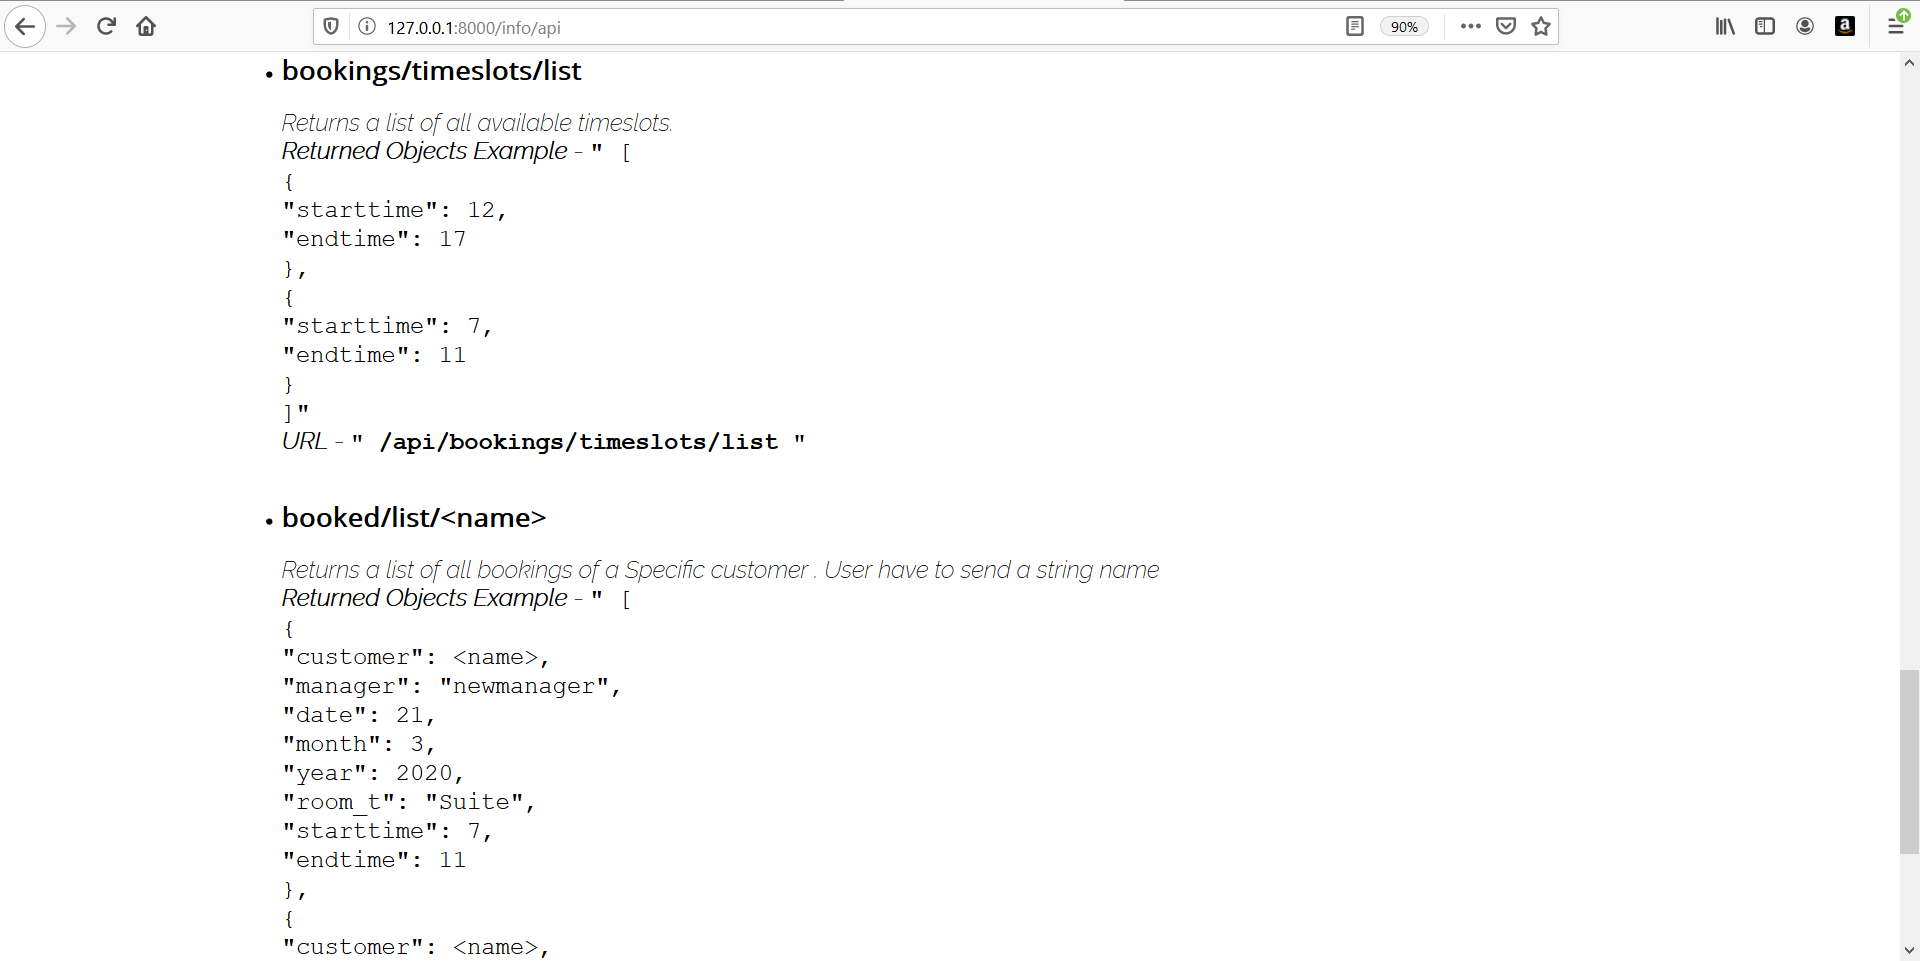 127.0.0.1:8000/info/api
90%
bookings/timeslots/list
Returns a list of all available timeslots.
Returned Objects Example - " [
{
"starttime": 12,
"endtime": 17
},
{
"starttime": 7,
"endtime": 11
}
]"
URL - " /api/bookings/timeslots/list "
booked/list/<name>
Returns a list of all bookings of a Specific customer . User have to send a string name
Returned Objects Example - " [
{
"customer": <name>,
"manager": "newmanager",
"date": 21,
"month": 3,
"year": 2020,
"room_t": "Suite",
"starttime": 7,
"endtime": 11
},
{
"customer": <name>,